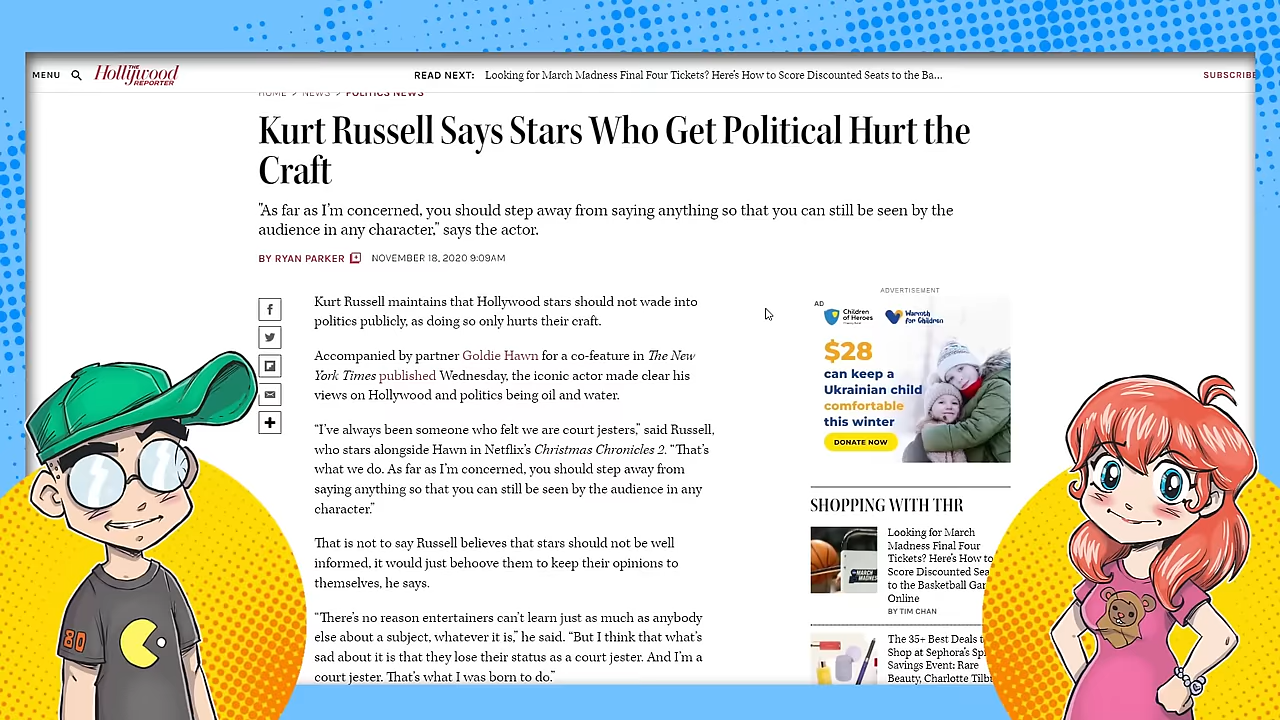 MENU
THE Hollywood REPORTER
READ NEXT: Looking for March Madness Final Four Tickets? Here's How to Score Discounted Seats to the Ba...
SUBSCRIBE
HOME > NEWS > POLITICS NEWS
Kurt Russell Says Stars Who Get Political Hurt the
Craft
"As far as I'm concerned, you should step away from saying anything so that you can still be seen by the
audience in any character," says the actor.
BY RYAN PARKER
NOVEMBER 18, 2020 9:09AM
Kurt Russell maintains that Hollywood stars should not wade into
politics publicly, as doing so only hurts their craft.
Accompanied by partner Goldie Hawn for a co-feature in The New
York Times published Wednesday, the iconic actor made clear his
views on Hollywood and politics being oil and water.
"I've always been someone who felt we are court jesters," said Russell,
who stars alongside Hawn in Netflix's Christmas Chronicles 2. "That's
what we do. As far as I'm concerned, you should step away from
saying anything so that you can still be seen by the audience in any
character."
That is not to say Russell believes that stars should not be well
informed, it would just behoove them to keep their opinions to
themselves, he says.
"There's no reason entertainers can't learn just as much as anybody
else about a subject, whatever it is," he said. "But I think that what's
sad about it is that they lose their status as a court jester. And I'm a
court jester. That's what I was born to do."
ADVERTISEMENT
AD
Children
of Heroes
Warmth
for Children
$28
can keep a
Ukrainian child
comfortable
this winter
DONATE NOW
SHOPPING WITH THR
Looking for March
Madness Final Four
Tickets? Here's How to
Score Discounted Sea
to the Basketball Gam
Online
BY TIM CHAN
The 35+ Best Deals t
Shop at Sephora's Sp
Savings Event: Rare
Beauty, Charlotte Tilbu
80